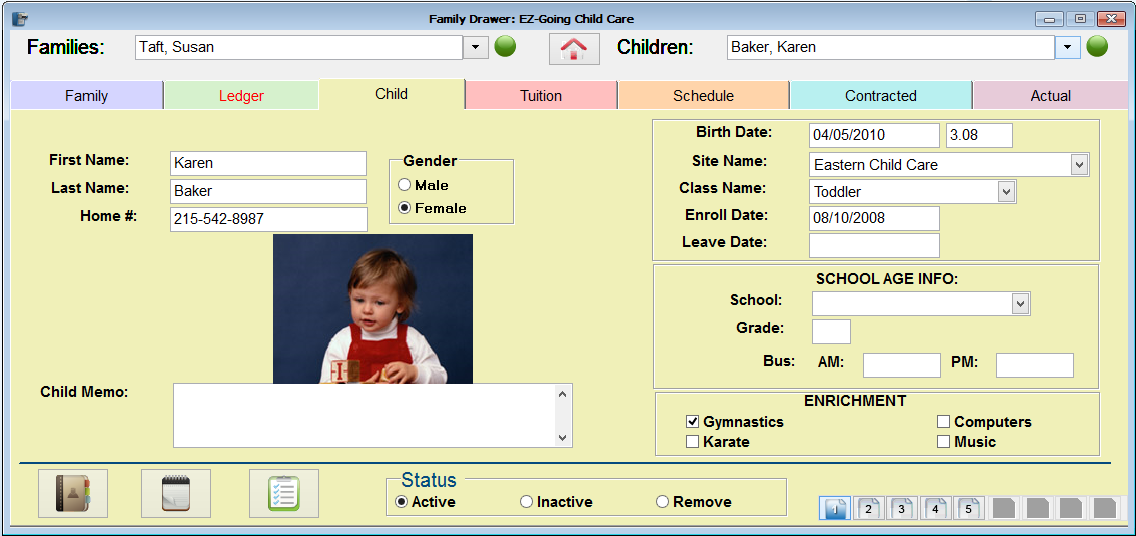 Family Drawer: EZ-Going Child Care
Families: Taft, Susan Children: Baker, Karen
Family Ledger Child Tuition Schedule Contracted Actual
First Name: Karen
Last Name: Baker
Home #: 215-542-8987
Gender
Male
Female
I
Child Memo:
Birth Date: 04/05/2010 3.08
Site Name: Eastern Child Care
Class Name: Toddler
Enroll Date: 08/10/2008
Leave Date:
SCHOOL AGE INFO:
School:
Grade:
Bus: AM: PM:
ENRICHMENT
Gymnastics Computers
Karate Music
Status
Active Inactive Remove
1 2 3 4 5